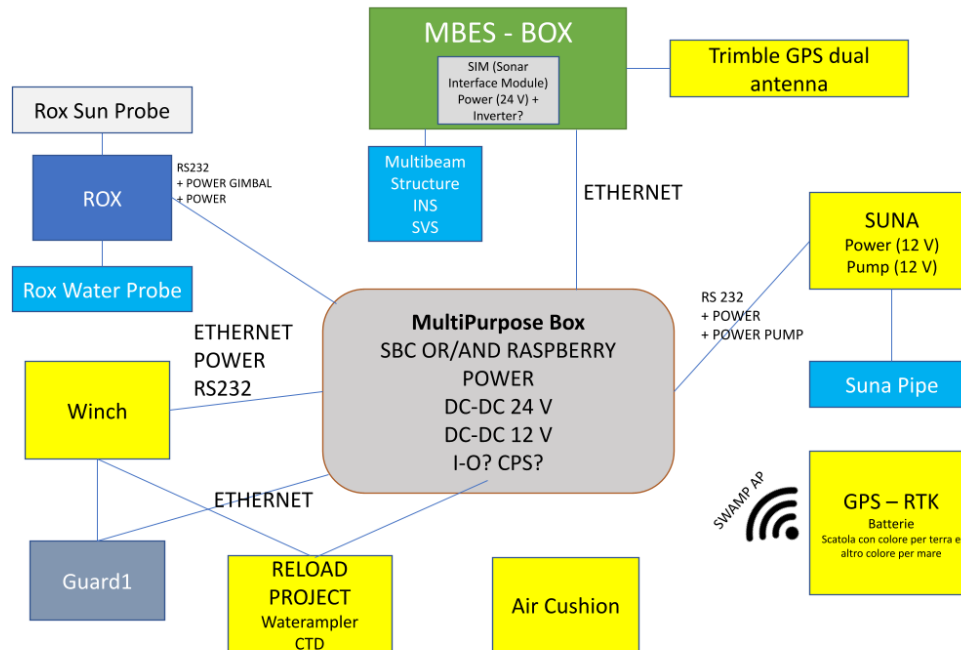 MBES - BOX
SIM (Sonar
Interface Module)
Power (24 V) +
Inverter?
Trimble GPS dual
antenna
Rox Sun Probe
ROX
RS232
+ POWER GIMBAL
+ POWER
Rox Water Probe
Multibeam
Structure
INS
SVS
ETHERNET
SUNA
Power (12 V)
Pump (12 V)
RS 232
+ POWER
+ POWER PUMP
Suna Pipe
MultiPurpose Box
SBC OR/AND RASPBERRY
POWER
DC-DC 24 V
DC-DC 12 V
I-O? CPS?
ETHERNET
POWER
RS232
Winch
ETHERNET
SWAMP AP
GPS – RTK
Batterie
Scatola con colore per terra e
altro colore per mare
Guard1
RELOAD
PROJECT
Waterampler
CTD
Air Cushion